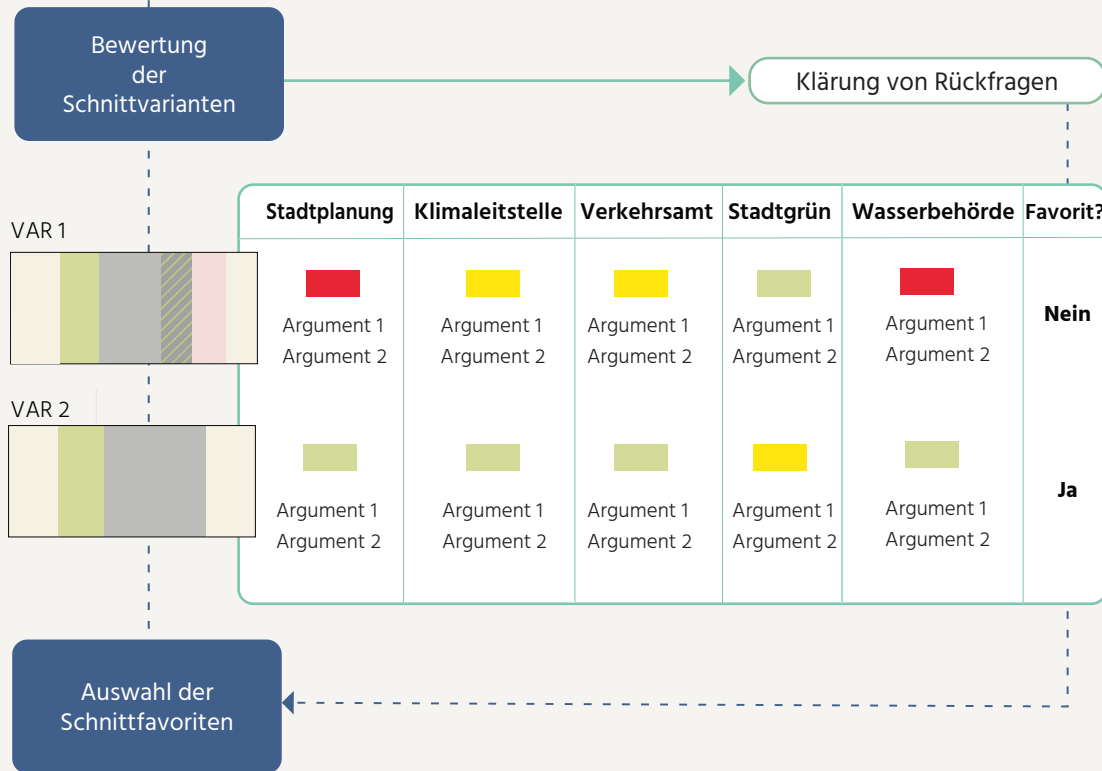 Bewertung
der
Schnittvarianten
Klärung von Rückfragen
Stadtplanung Klimaleitstelle Verkehrsamt Stadtgrün Wasserbehörde Favorit?
VAR 1
Argument 1 Argument 1 Argument 1 Argument 1 Argument 1 Nein
Argument 2 Argument 2 Argument 2 Argument 2 Argument 2
VAR 2
Argument 1 Argument 1 Argument 1 Argument 1 Argument 1 Ja
Argument 2 Argument 2 Argument 2 Argument 2 Argument 2
Auswahl der
Schnittfavoriten